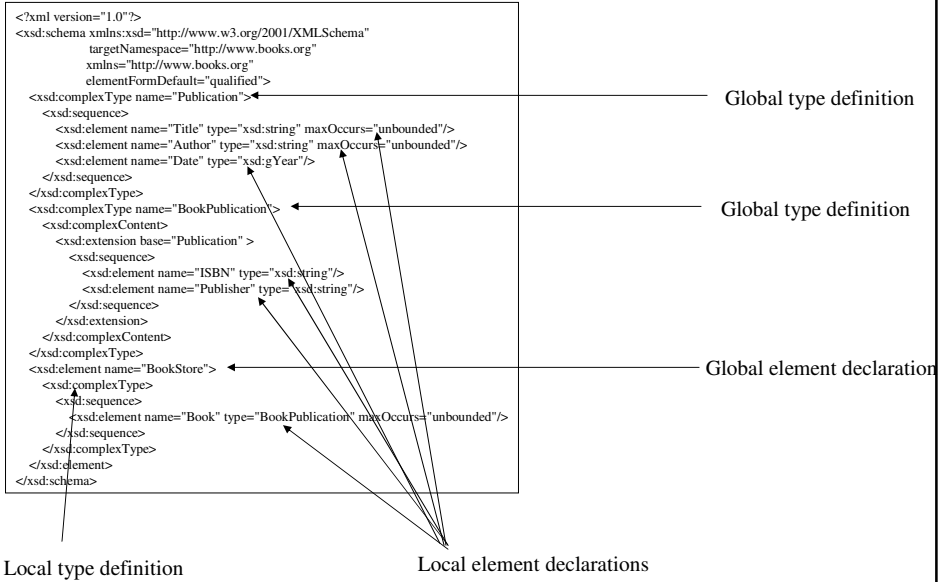 <?xml version="1.0"?>
<xsd:schema xmlns:xsd="http://www.w3.org/2001/XMLSchema"
targetNamespace="http://www.books.org"
xmlns="http://www.books.org"
elementFormDefault="qualified">
<xsd:complexType name="Publication">
<xsd:sequence>
<xsd:element name="Title" type="xsd:string" maxOccurs="unbounded"/>
<xsd:element name="Author" type="xsd:string" maxOccurs="unbounded"/>
<xsd:element name="Date" type="xsd:gYear"/>
</xsd:sequence>
</xsd:complexType>
<xsd:complexType name="BookPublication">
<xsd:complexContent>
<xsd:extension base="Publication" >
<xsd:sequence>
<xsd:element name="ISBN" type="xsd:string"/>
<xsd:element name="Publisher" type="xsd:string"/>
</xsd:sequence>
</xsd:extension>
</xsd:complexContent>
</xsd:complexType>
<xsd:element name="BookStore">
<xsd:complexType>
<xsd:sequence>
<xsd:element name="Book" type="BookPublication" maxOccurs="unbounded"/>
</xsd:sequence>
</xsd:complexType>
</xsd:element>
</xsd:schema>
Global type definition
Global type definition
Global element declaration
Local type definition
Local element declarations